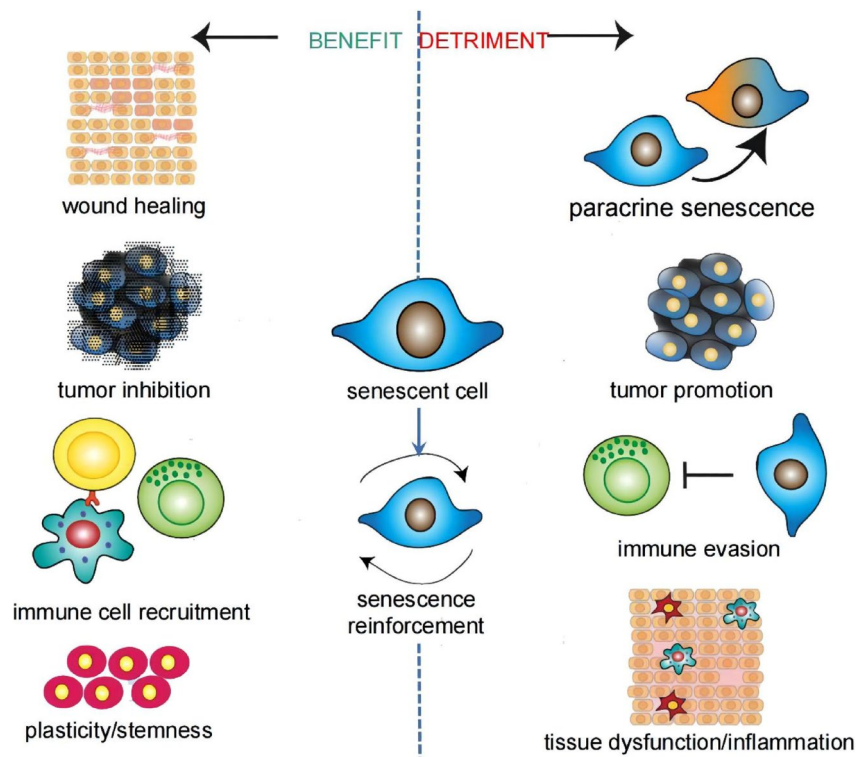 BENEFIT DETRIMENT
wound healing
paracrine senescence
tumor inhibition
senescent cell
tumor promotion
immune cell recruitment
senescence
reinforcement
immune evasion
plasticity/stemness
tissue dysfunction/inflammation